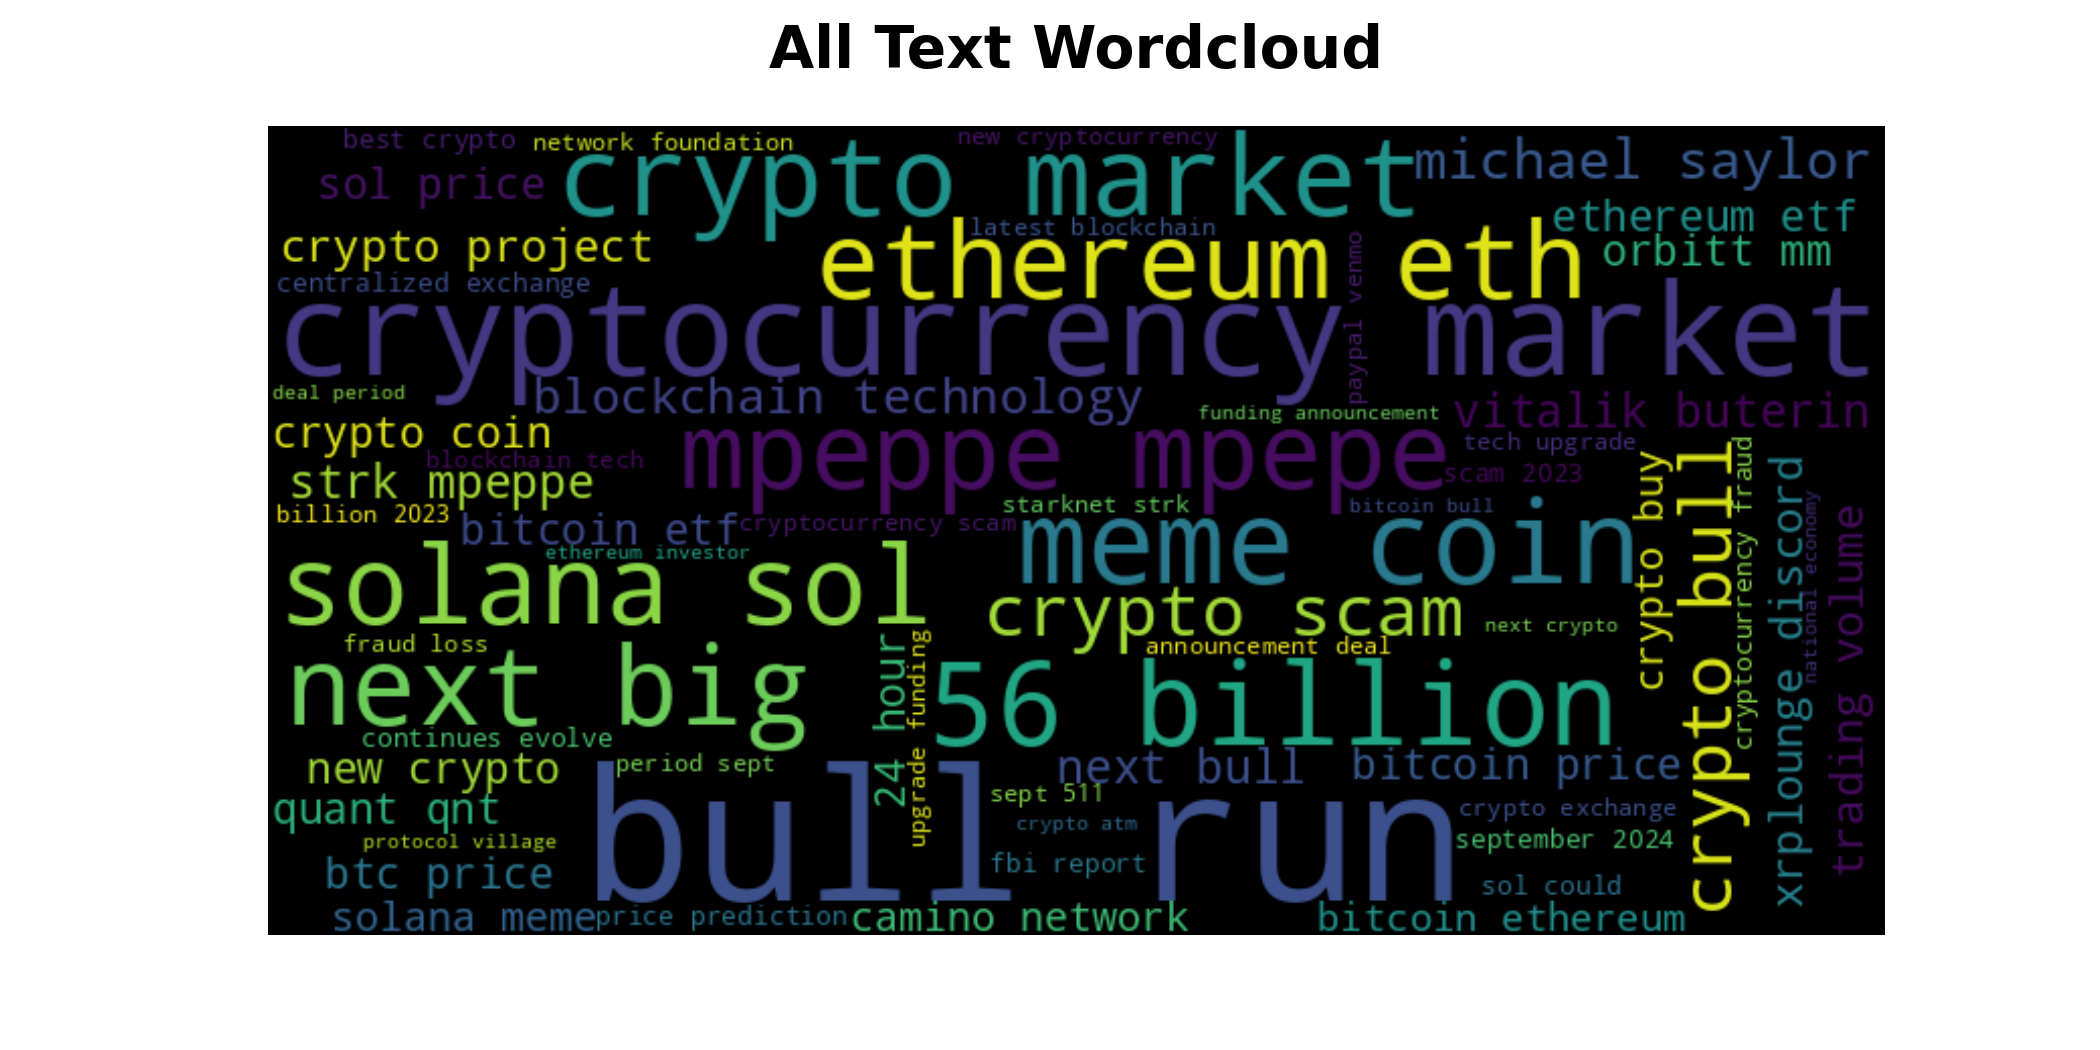 All Text Wordcloud
best crypto
network foundation
new cryptocurrency
crypto market
michael saylor
sol price
ethereum etf
latest blockchain
crypto project
ethereum eth
orbitt mm
centralized exchange
paypal venmo
cryptocurrency market
deal period
blockchain technology
funding announcement
vitalik buterin
crypto coin
blockchain tech
mpeppe mpepe
tech upgrade
scam 2023
strk mpeppe
starknet strk
bitcoin bull
billion 2023
bitcoin etf
cryptocurrency scam
meme coin
crypto buy
crypto bull
cryptocurrency fraud
xrplounge discord
national economy
trading volume
ethereum investor
solana sol
crypto scam
next crypto
fraud loss
announcement deal
next big
24 hour
upgrade funding
56 billion
continues evolve
new crypto
period sept
next bull
bitcoin price
quant qnt
bull run
sept 511
crypto exchange
crypto atm
protocol village
september 2024
btc price
fbi report
sol could
solana meme
price prediction
camino network
bitcoin ethereum